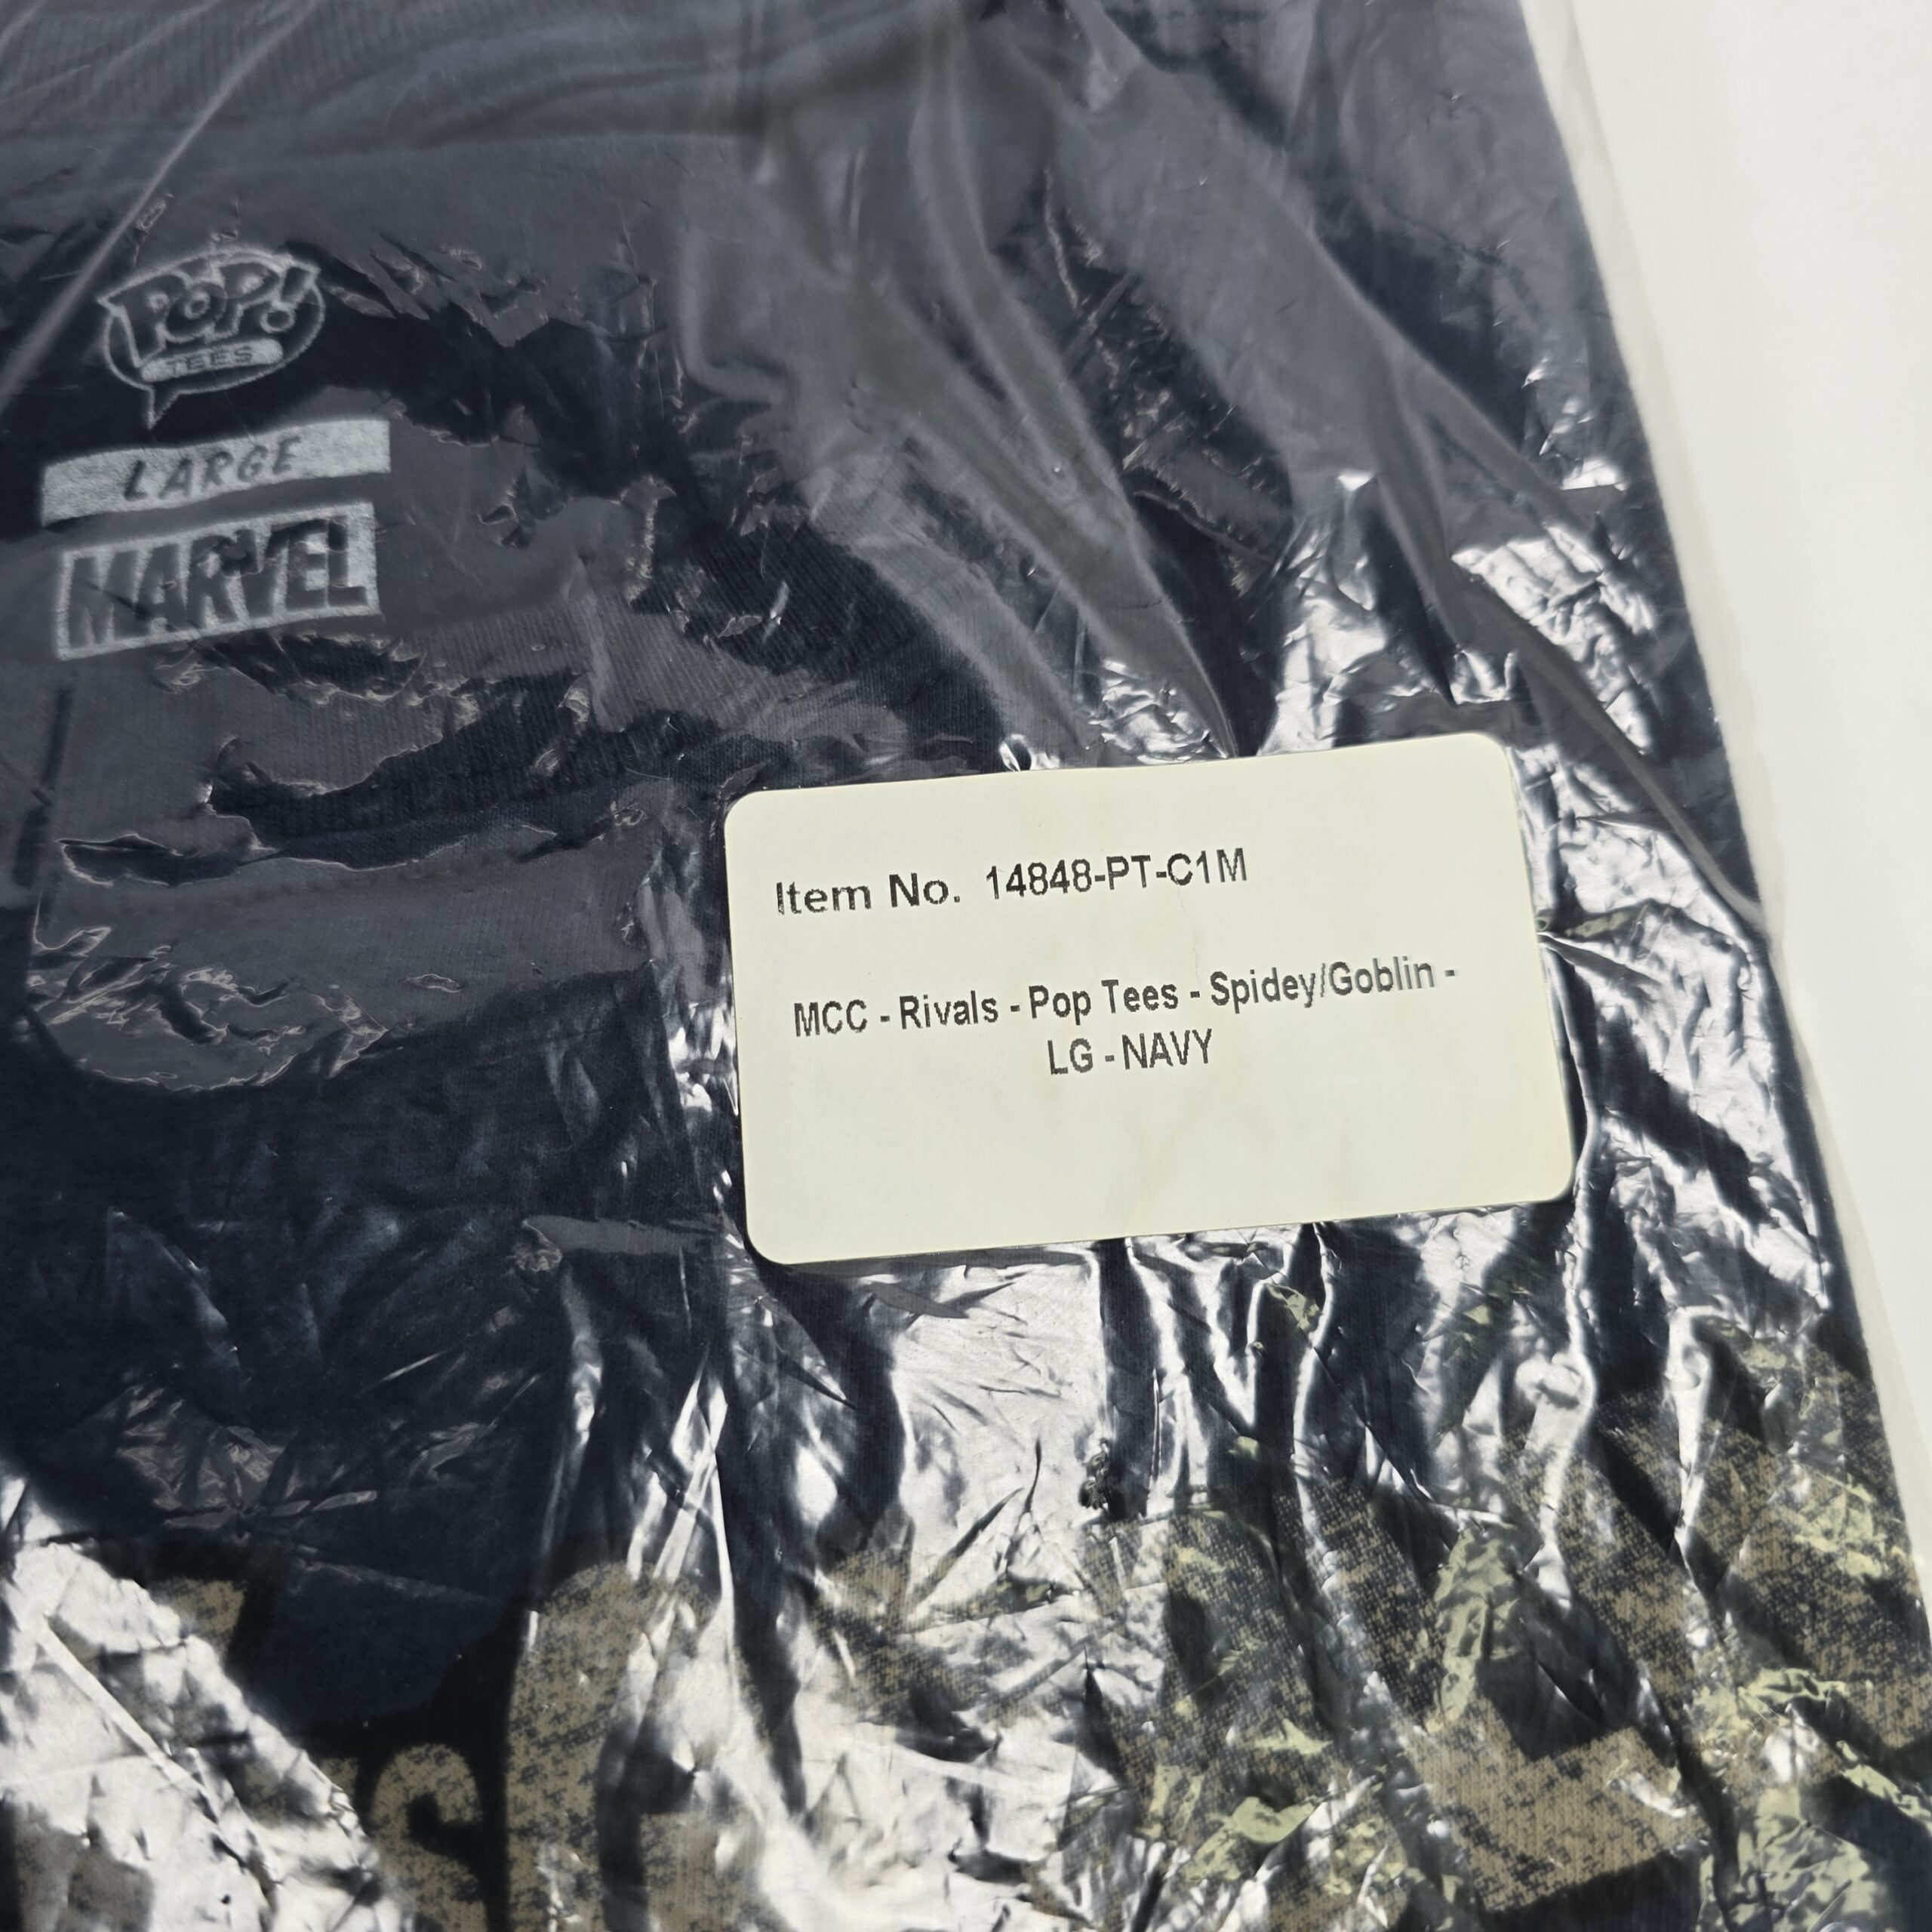 POP!
TEES
LARGE
MARVEL
Item No. 14848-PT-C1M
MCC - Rivals - Pop Tees - Spidey/Goblin -
LG - NAVY